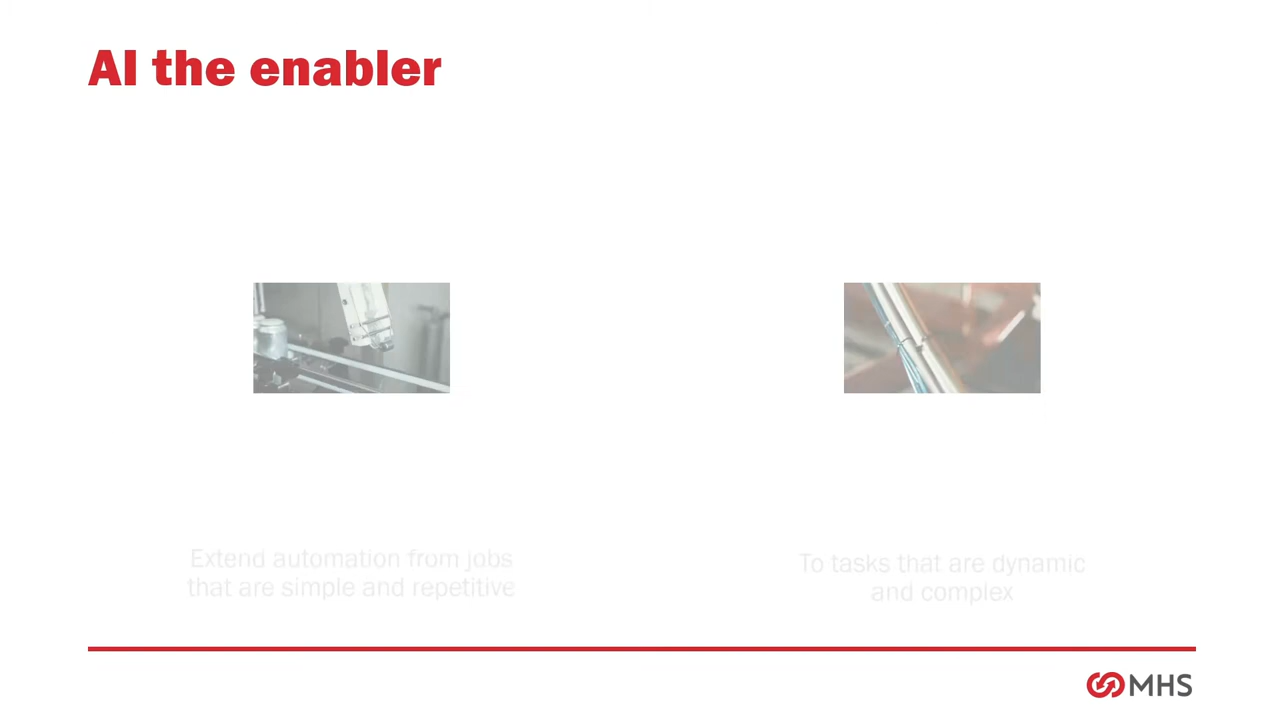 AI the enabler
Extend automation from jobs
that are simple and repetitive
To tasks that are dynamic
and complex
MHS